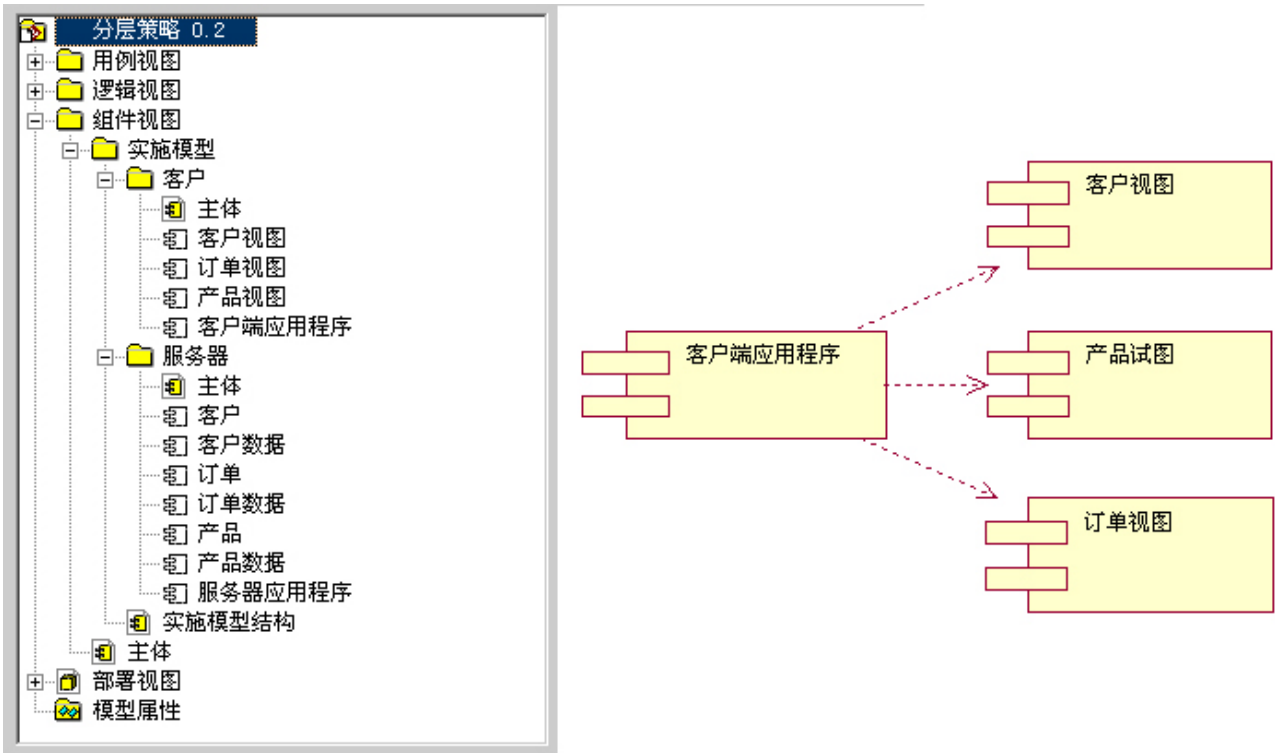 分层策略 0.2
用例视图
逻辑视图
组件视图
实施模型
客户
主体
客户视图
订单视图
产品视图
客户端应用程序
服务器
主体
客户
客户数据
订单
订单数据
产品
产品数据
服务器应用程序
实施模型结构
主体
部署视图
模型属性
客户视图
客户端应用程序
产品试图
订单视图